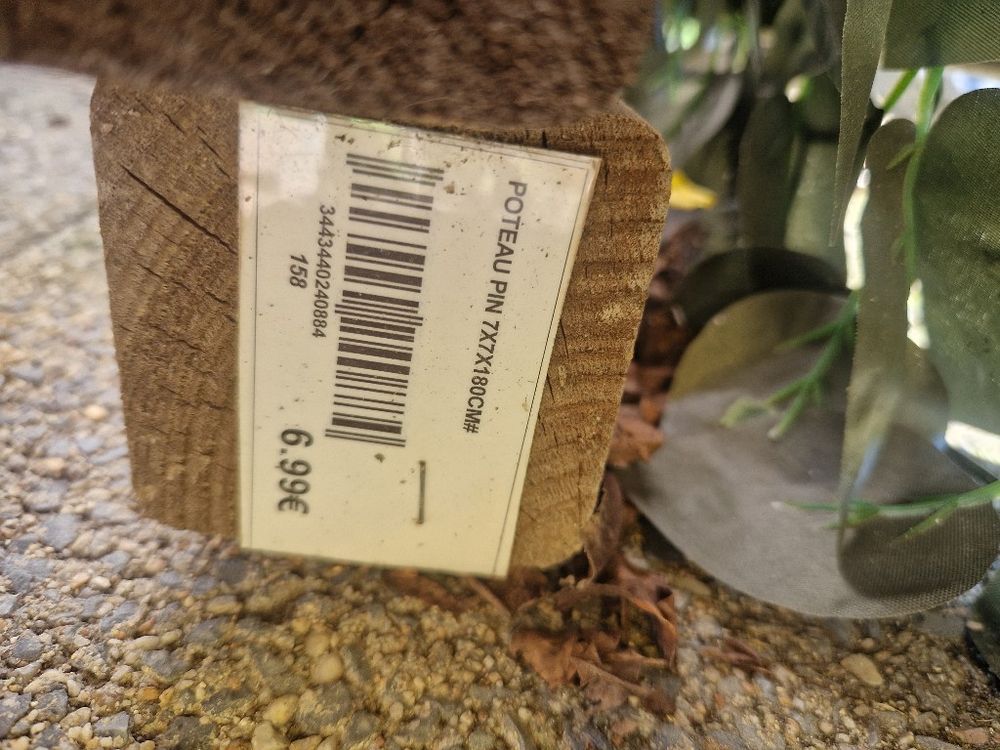 POTEAU PIN 7X7X180CM#
3443440240884
158
6.99€